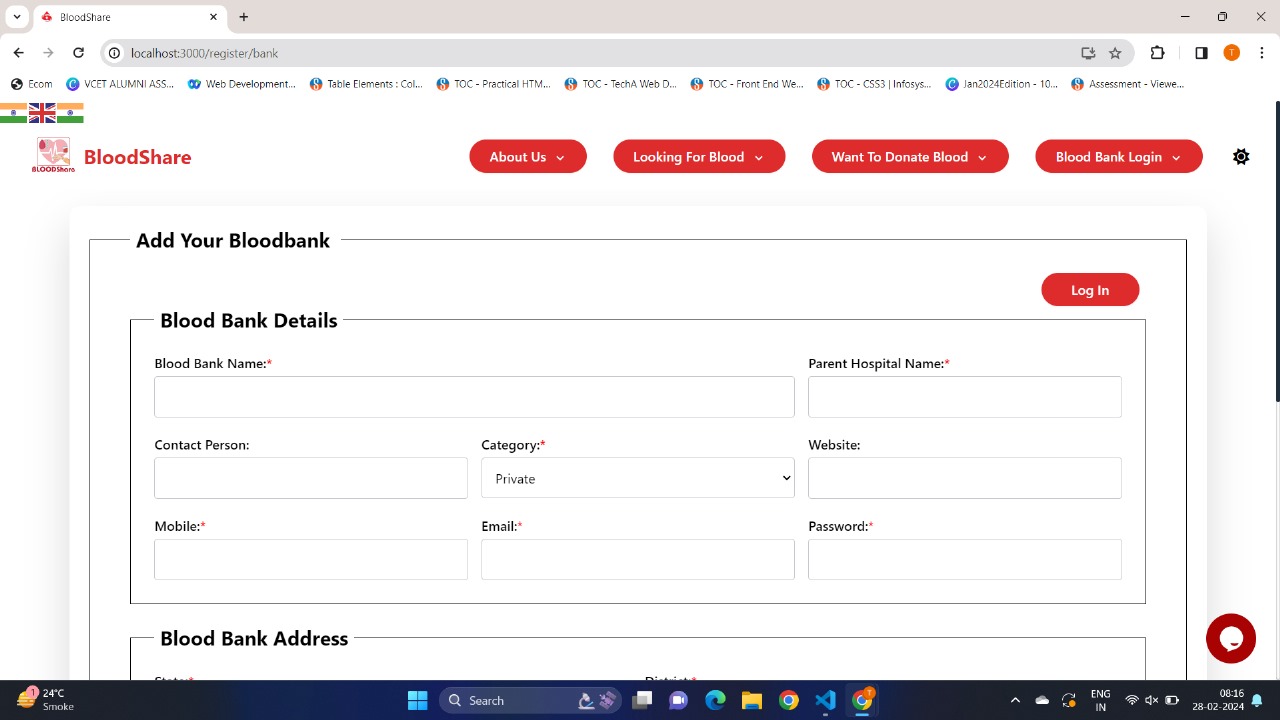 BloodShare
localhost:3000/register/bank
T
Ecom
VCET ALUMNI ASS...
Web Development...
Table Elements : Col...
TOC - Practical HTM...
TOC - TechA Web D...
TOC - Front End We...
TOC - CSS3 | Infosys...
Jan2024Edition - 10...
Assessment - Viewe...
BLOODShare
BloodShare
About Us
Looking For Blood
Want To Donate Blood
Blood Bank Login
Add Your Bloodbank
Log In
Blood Bank Details
Blood Bank Name:*
Parent Hospital Name:*
Contact Person:
Category:*
Website:
Private
Mobile:*
Email:*
Password:*
Blood Bank Address
State:*
District:*
1
24°C
Smoke
Search
T
ENG
IN
08:16
28-02-2024